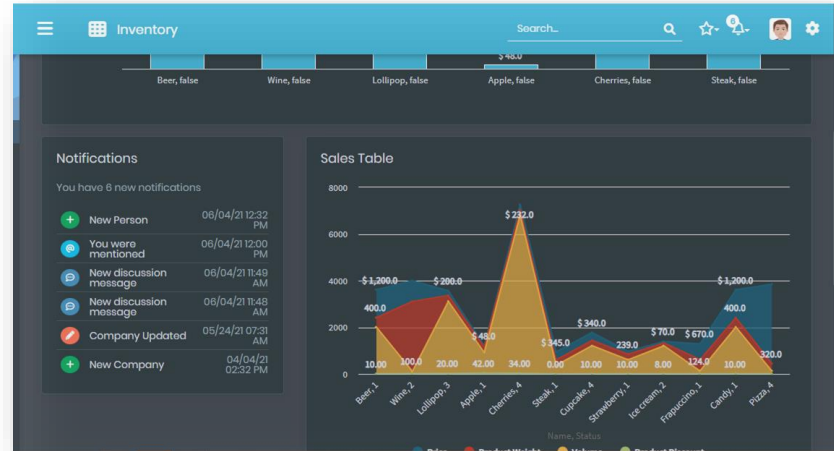 Inventory
Search...
6
$ 48.0
Beer, false
Wine, false
Lollipop, false
Apple, false
Cherries, false
Steak, false
Notifications
You have 6 new notifications
New Person
06/04/21 12:32
PM
You were
mentioned
06/04/21 12:00
PM
New discussion
message
06/04/21 11:49
AM
New discussion
message
06/04/21 11:48
AM
Company Updated
05/24/21 07:31
AM
New Company
04/04/21
02:32 PM
Sales Table
8000
6000
4000
2000
0
$ 232.0
$ 1,200.0
$ 200.0
$ 1,200.0
400.0
400.0
$ 48.0
$ 345.0
$ 340.0
239.0
$ 70.0
$ 670.0
320.0
10.00
100.0
20.00
42.00
34.00
0.00
10.00
10.00
8.00
124.0
10.00
Beer, 1
Wine, 2
Lollipop, 3
Apple, 1
Cherries, 4
Steak, 1
Cupcake, 4
Strawberry, 1
Ice cream, 2
Frapuccino, 1
Candy, 1
Pizza, 4
Name, Status
Price
Product Weight
Volume
Product Discount